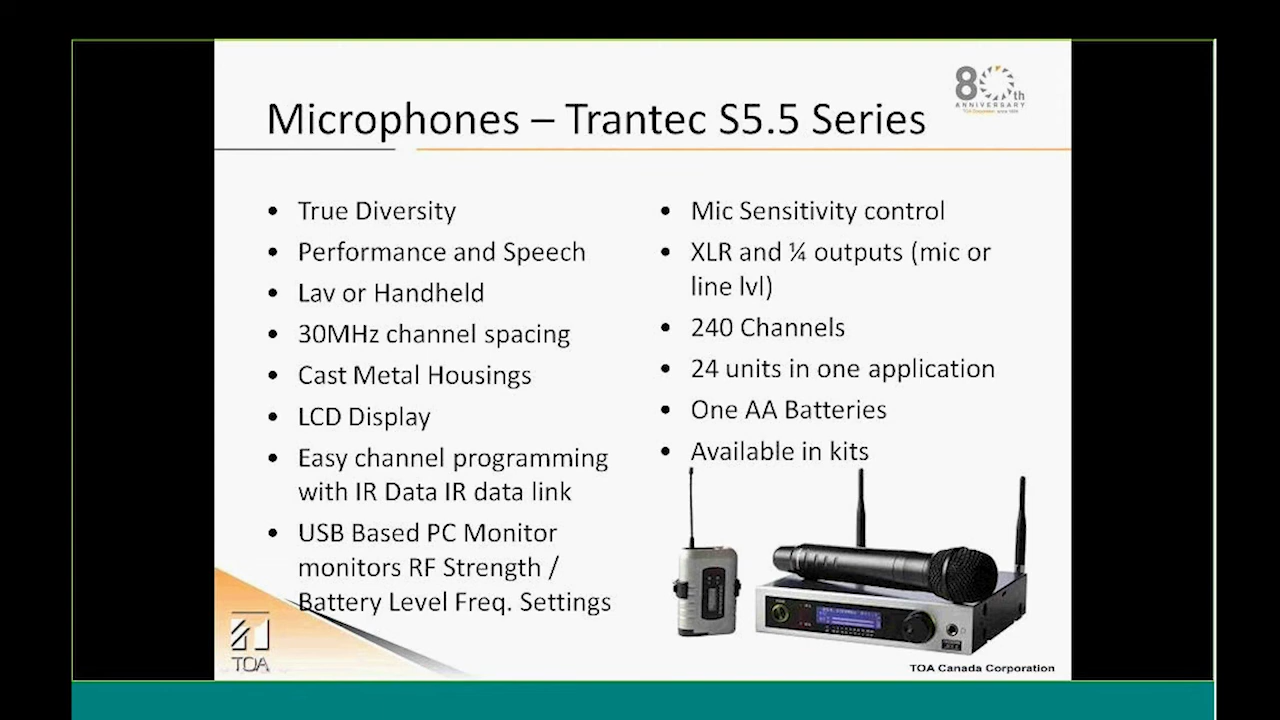 Microphones – Trantec S5.5 Series
80th
ANNIVERSARY
• True Diversity
• Performance and Speech
• Lav or Handheld
• 30MHz channel spacing
• Cast Metal Housings
• LCD Display
• Easy channel programming
with IR Data IR data link
• USB Based PC Monitor
monitors RF Strength /
Battery Level Freq. Settings
• Mic Sensitivity control
• XLR and ¼ outputs (mic or
line lvl)
• 240 Channels
• 24 units in one application
• One AA Batteries
• Available in kits
TOA
TOA Canada Corporation